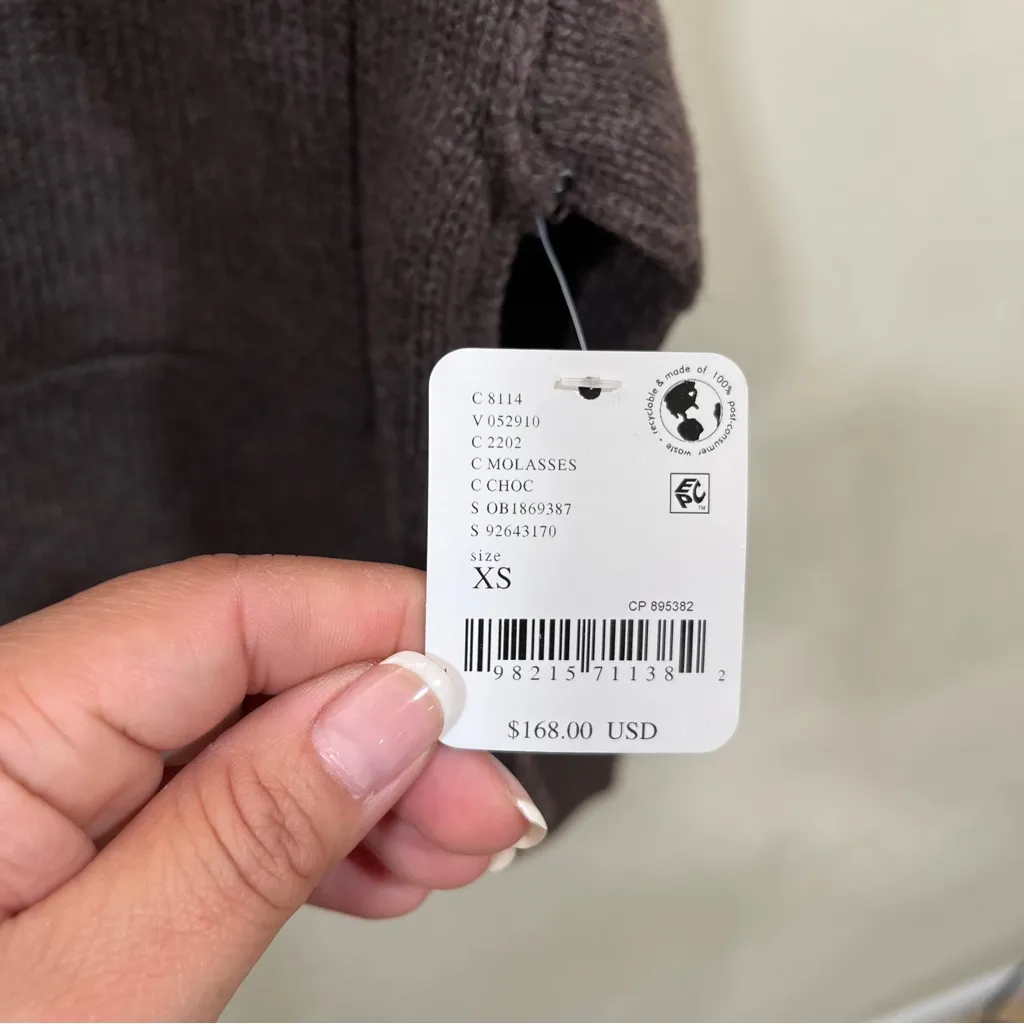 C 8114
V 052910
C 2202
C MOLASSES
C CHOC
S OB1869387
S 92643170
size
XS
recyclable & made of 100% post-consumer waste •
EPC TM
CP 895382
98215 71138 2
$168.00 USD